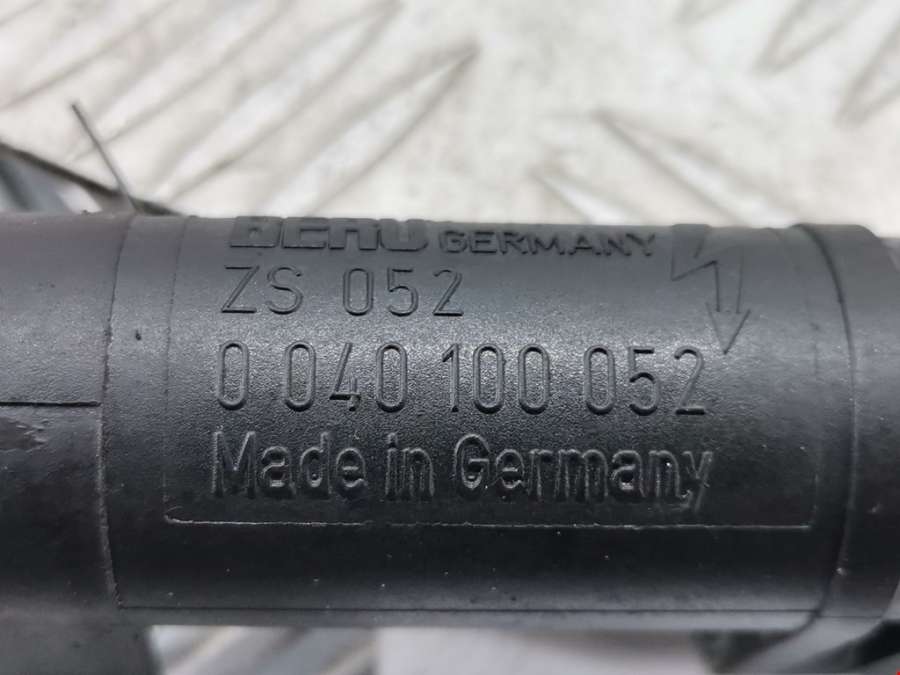 BERU GERMANY
ZS 052
0 040 100 052
Made in Germany